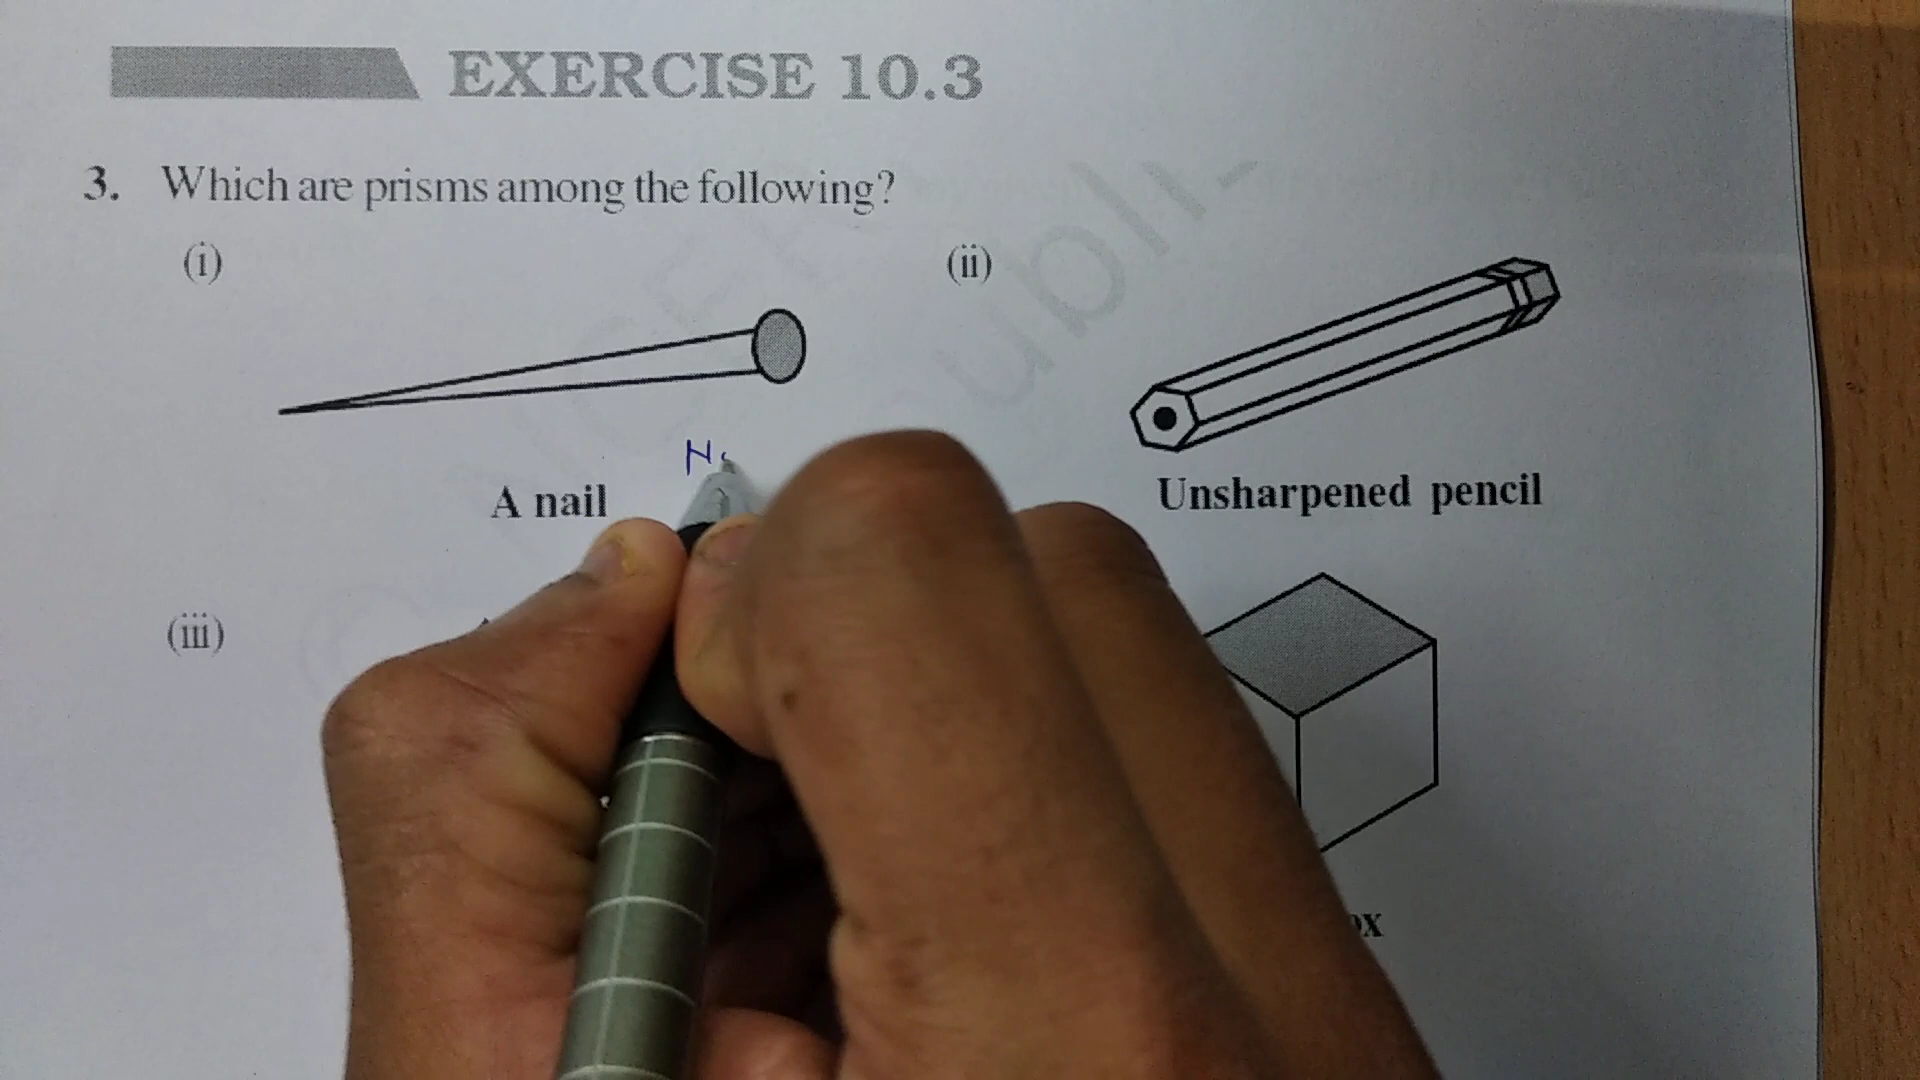 EXERCISE 10.3
3. Which are prisms among the following?
(i) (ii)
A nail Unsharpened pencil
(iii)